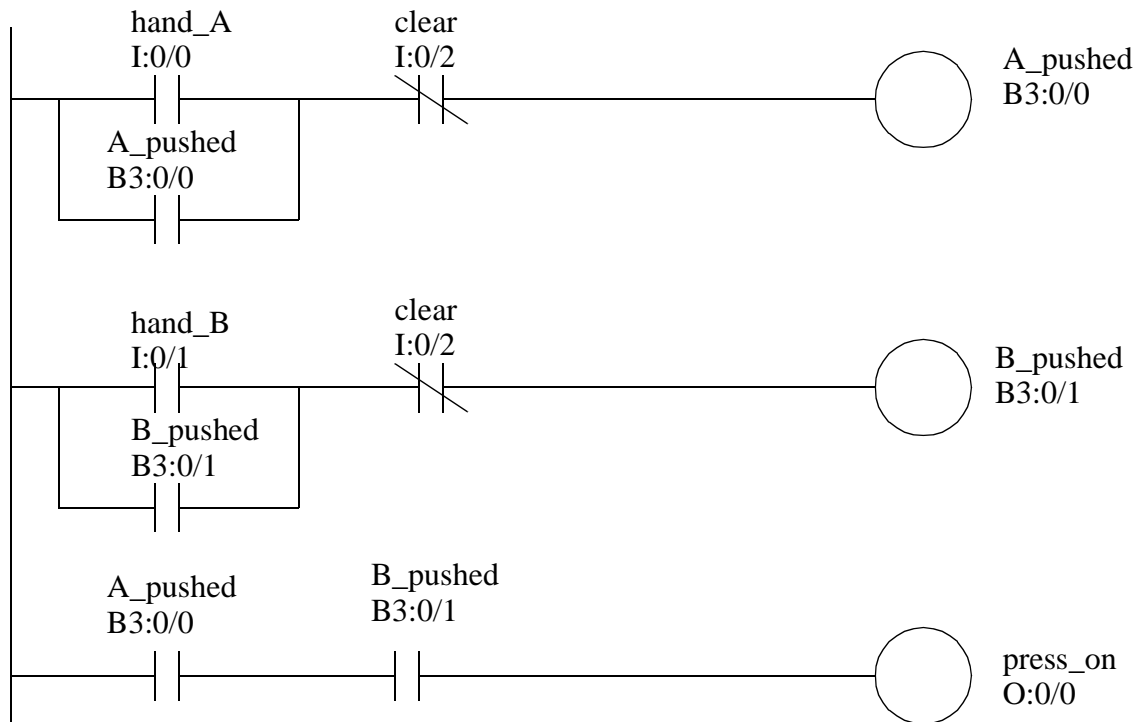 hand_A
I:0/0
clear
I:0/2
A_pushed
B3:0/0
A_pushed
B3:0/0
hand_B
I:0/1
clear
I:0/2
B_pushed
B3:0/1
B_pushed
B3:0/1
A_pushed
B3:0/0
B_pushed
B3:0/1
press_on
O:0/0